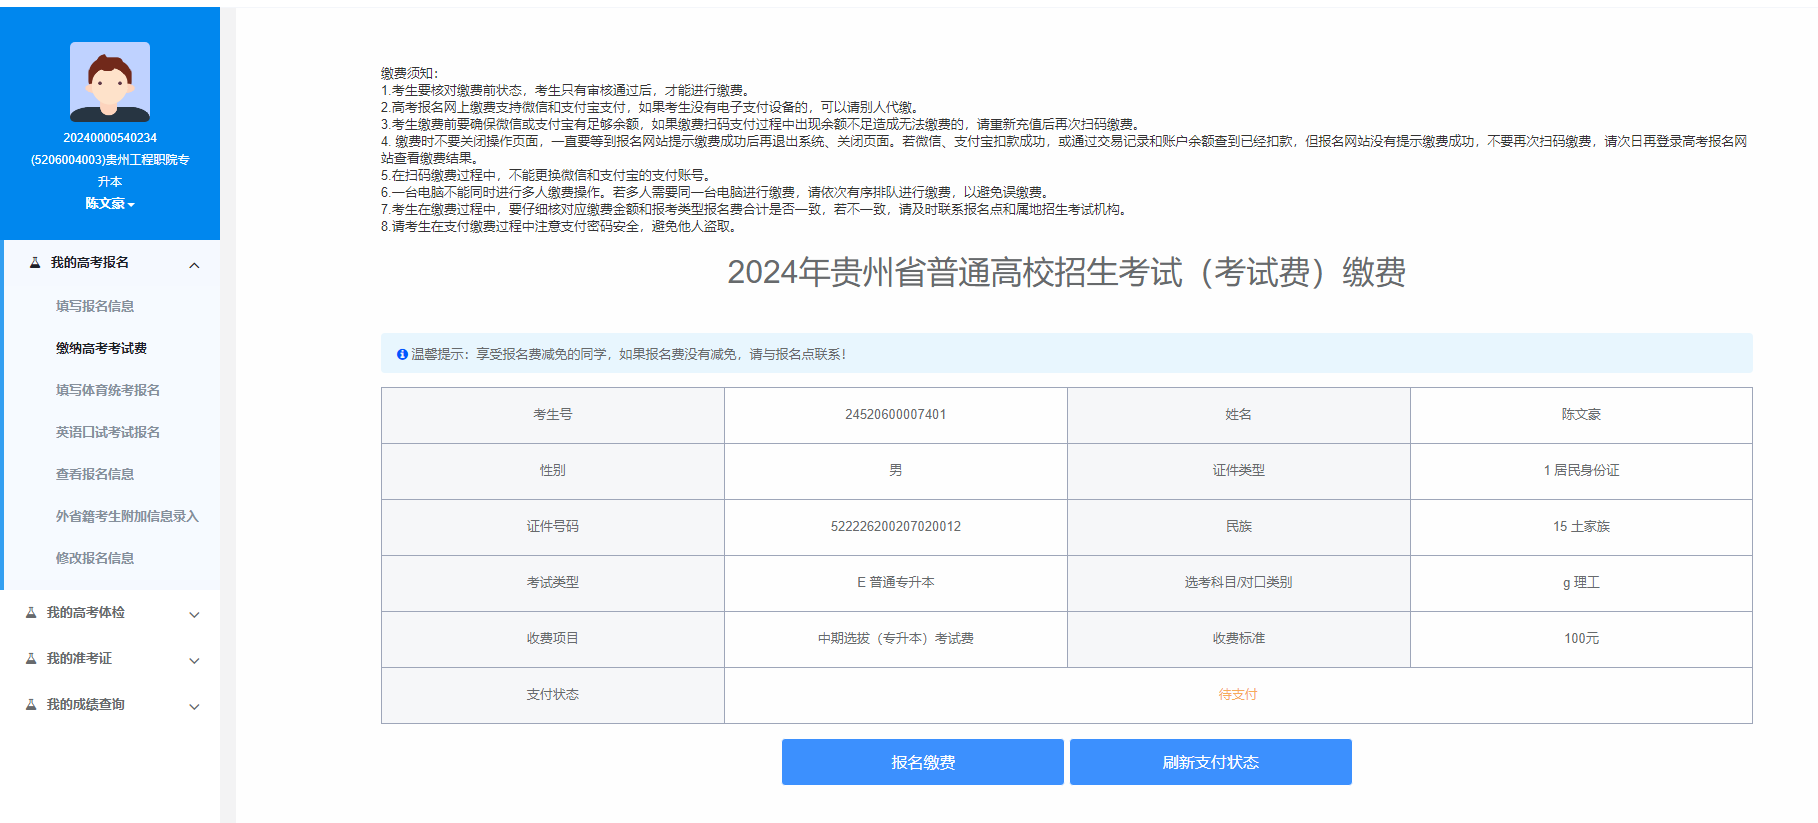 20240000540234
(5206004003)贵州工程职院专
升本
陈文豪
我的高考报名
填写报名信息
缴纳高考考试费
填写体育统考报名
英语口试考试报名
查看报名信息
外省籍考生附加信息录入
修改报名信息
我的高考体检
我的准考证
我的成绩查询
缴费须知：
1.考生要核对缴费前状态，考生只有审核通过后，才能进行缴费。
2.高考报名网上缴费支持微信和支付宝支付，如果考生没有电子支付设备的，可以请别人代缴。
3.考生缴费前要确保微信或支付宝有足够余额，如果缴费扫码支付过程中出现余额不足造成无法缴费的，请重新充值后再次扫码缴费。
4. 缴费时不要关闭操作页面，一直要等到报名网站提示缴费成功后再退出系统、关闭页面。若微信、支付宝扣款成功，或通过交易记录和账户余额查到已经扣款，但报名网站没有提示缴费成功，不要再次扫码缴费，请次日再登录高考报名网
站查看缴费结果。
5.在扫码缴费过程中，不能更换微信和支付宝的支付账号。
6.一台电脑不能同时进行多人缴费操作。若多人需要同一台电脑进行缴费，请依次有序排队进行缴费，以避免误缴费。
7.考生在缴费过程中，要仔细核对应缴费金额和报考类型报名费合计是否一致，若不一致，请及时联系报名点和属地招生考试机构。
8.请考生在支付缴费过程中注意支付密码安全，避免他人盗取。
2024年贵州省普通高校招生考试（考试费）缴费
温馨提示：享受报名费减免的同学，如果报名费没有减免，请与报名点联系！
考生号 24520600007401 姓名 陈文豪
性别 男 证件类型 1 居民身份证
证件号码 522226200207020012 民族 15 土家族
考试类型 E 普通专升本 选考科目/对口类别 g 理工
收费项目 中期选拔（专升本）考试费 收费标准 100元
支付状态 待支付
报名缴费 刷新支付状态